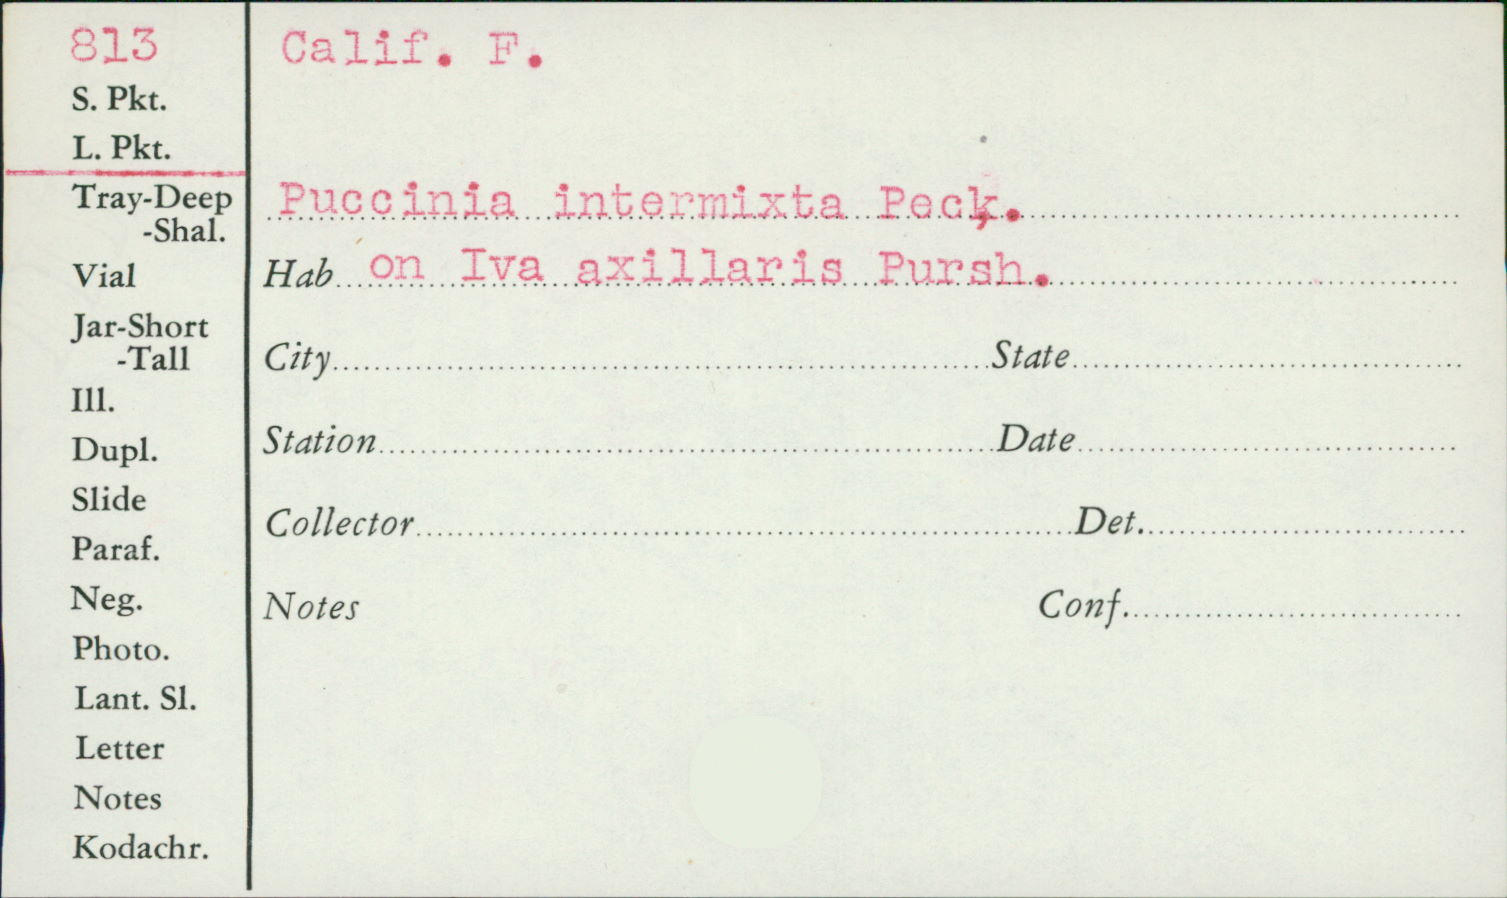 813
S. Pkt.
L. Pkt.
Tray-Deep
-Shal.
Vial
Jar-Short
-Tall
Ill.
Dupl.
Slide
Paraf.
Neg.
Photo.
Lant. Sl.
Letter
Notes
Kodachr.
Calif. F.
Puccinia intermixta Peck.
Hab. on Iva axillaris Pursh.
City State
Station Date
Collector Det.
Notes Conf.